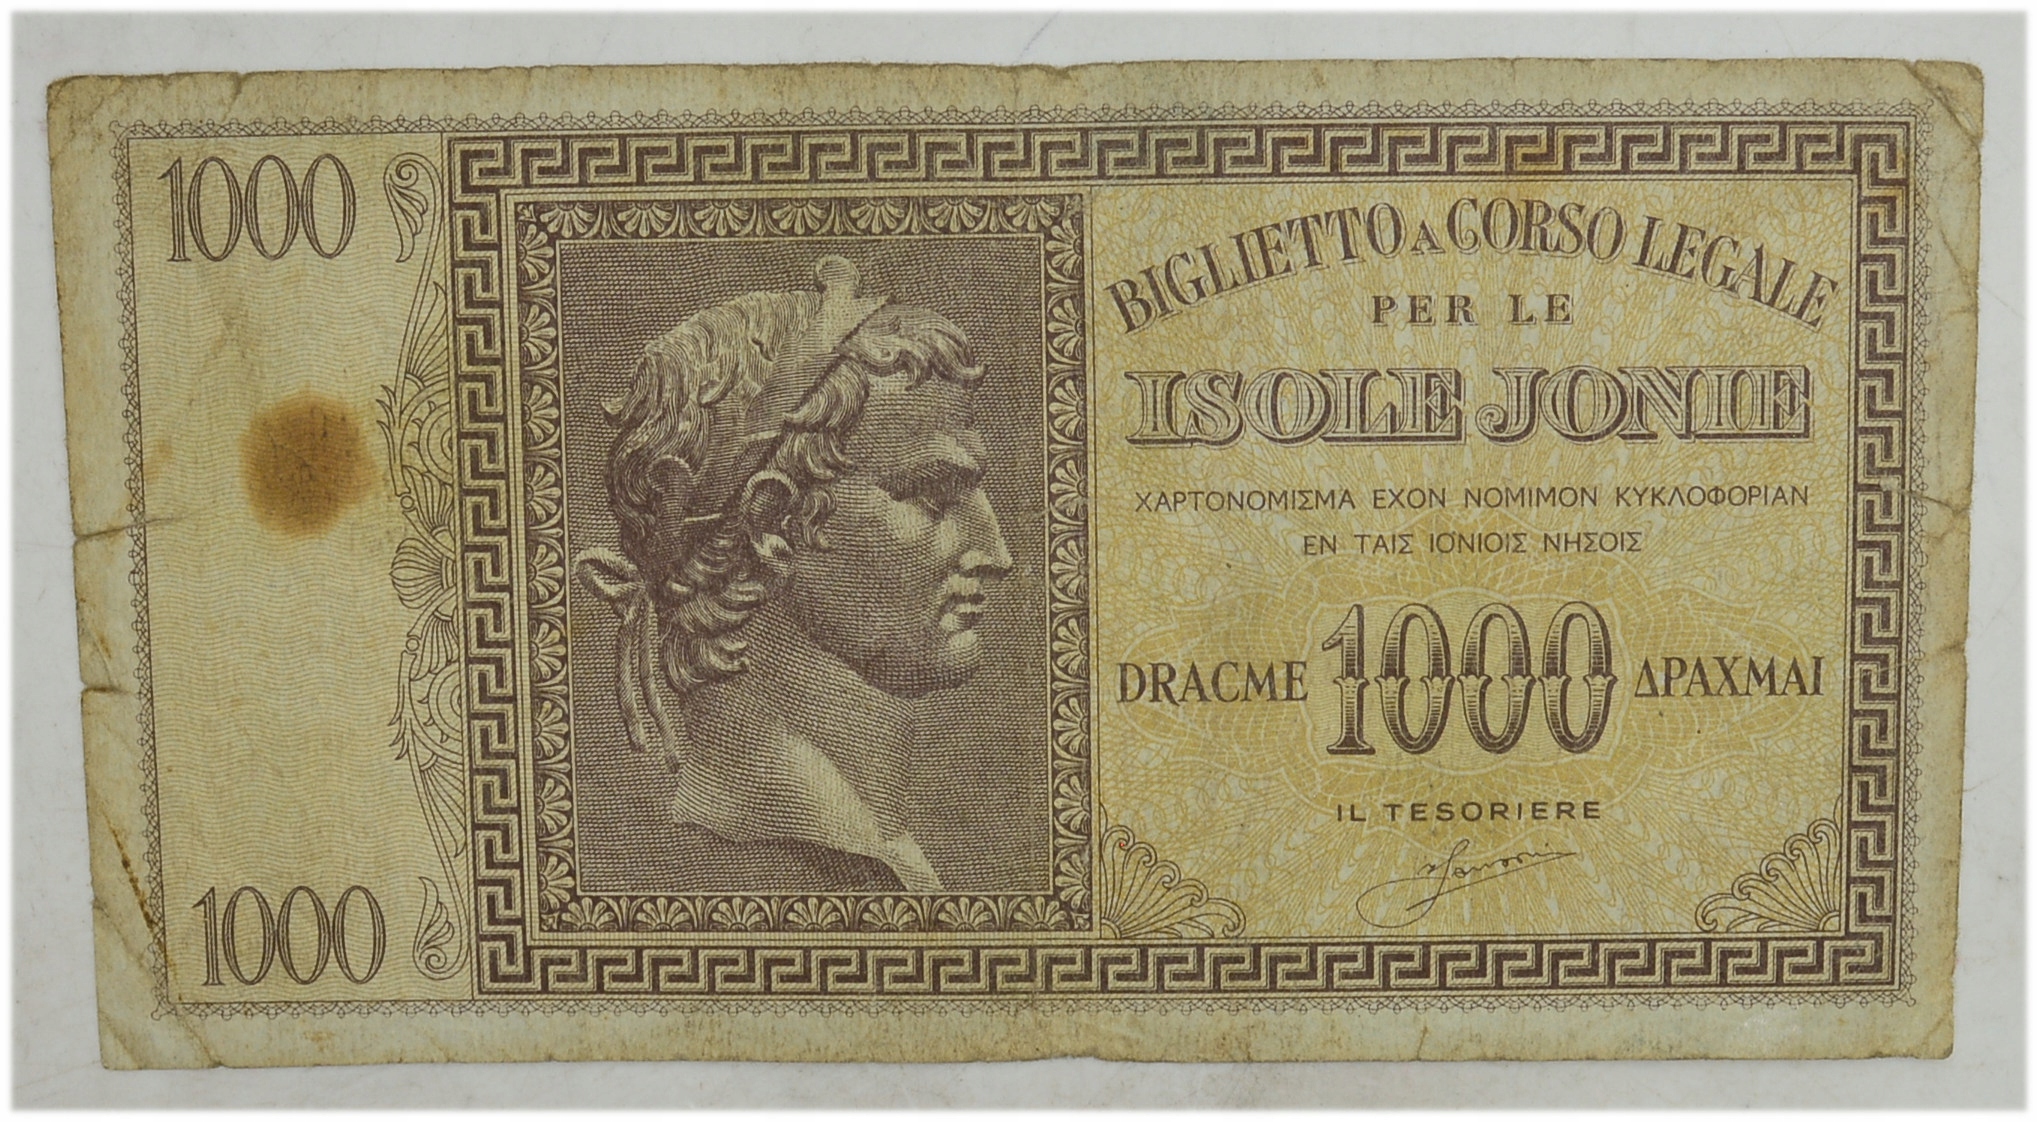 1000
BIGLIETTO A CORSO LEGALE
PER LE
ISOLE JONIE
ΧΑΡΤΟΝΟΜΙΣΜΑ ΕΧΟΝ ΝΟΜΙΜΟΝ ΚΥΚΛΟΦΟΡΙΑΝ
ΕΝ ΤΑΙΣ ΙΟΝΙΟΙΣ ΝΗΣΟΙΣ
DRACME 1000 ΔΡΑΧΜΑΙ
IL TESORIERE
1000